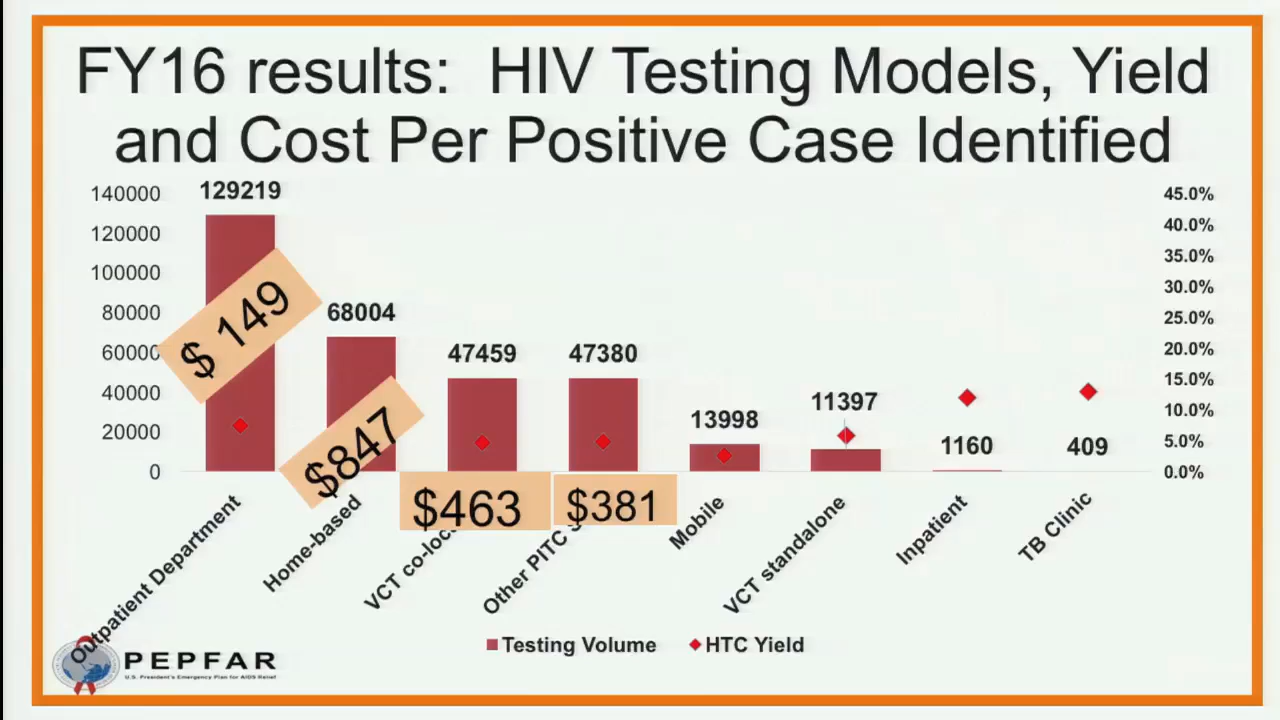 FY16 results: HIV Testing Models, Yield
and Cost Per Positive Case Identified
140000
120000
100000
80000
60000
40000
20000
0
129219
68004
47459
47380
13998
11397
1160
409
$ 149
$847
$463
$381
45.0%
40.0%
35.0%
30.0%
25.0%
20.0%
15.0%
10.0%
5.0%
0.0%
Outpatient Department
Home-based
VCT
Other PITC
Mobile
VCT standalone
Inpatient
TB Clinic
Testing Volume
HTC Yield
PEPFAR
U.S. President's Emergency Plan for AIDS Relief